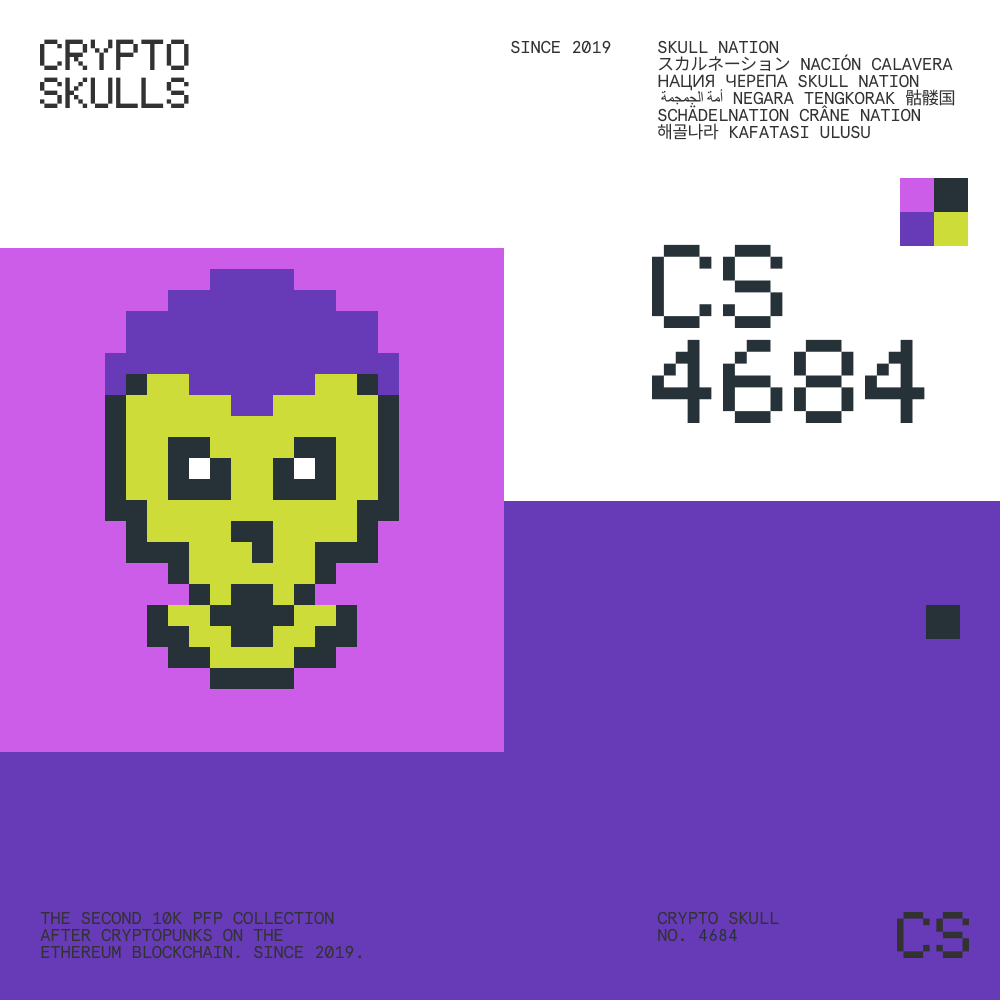 CRYPTO
SKULLS
SINCE 2019
SKULL NATION
スカルネーション NACIÓN CALAVERA
НАЦИЯ ЧЕРЕПА SKULL NATION
أمة الجمجمة NEGARA TENGKORAK 骷髅国
SCHÄDELNATION CRÂNE NATION
해골나라 KAFATASI ULUSU
CS
4684
THE SECOND 10K PFP COLLECTION
AFTER CRYPTOPUNKS ON THE
ETHEREUM BLOCKCHAIN. SINCE 2019.
CRYPTO SKULL
NO. 4684
CS